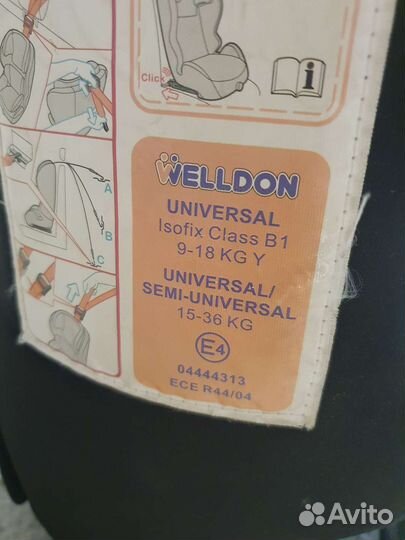 Click
i
A
B
C
WELLDON
UNIVERSAL
Isofix Class B1
9-18 KG Y
UNIVERSAL/
SEMI-UNIVERSAL
15-36 KG
E4
04444313
ECE R44/04
Avito